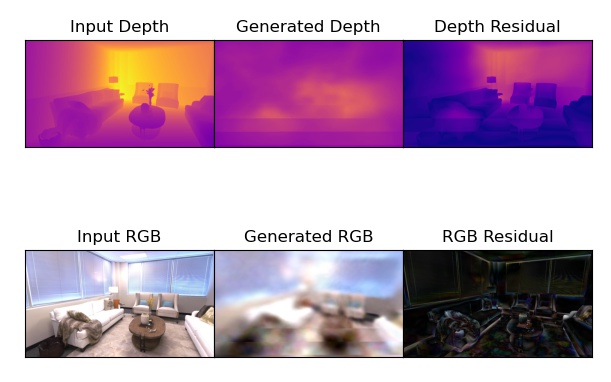 Input Depth
Generated Depth
Depth Residual
Input RGB
Generated RGB
RGB Residual